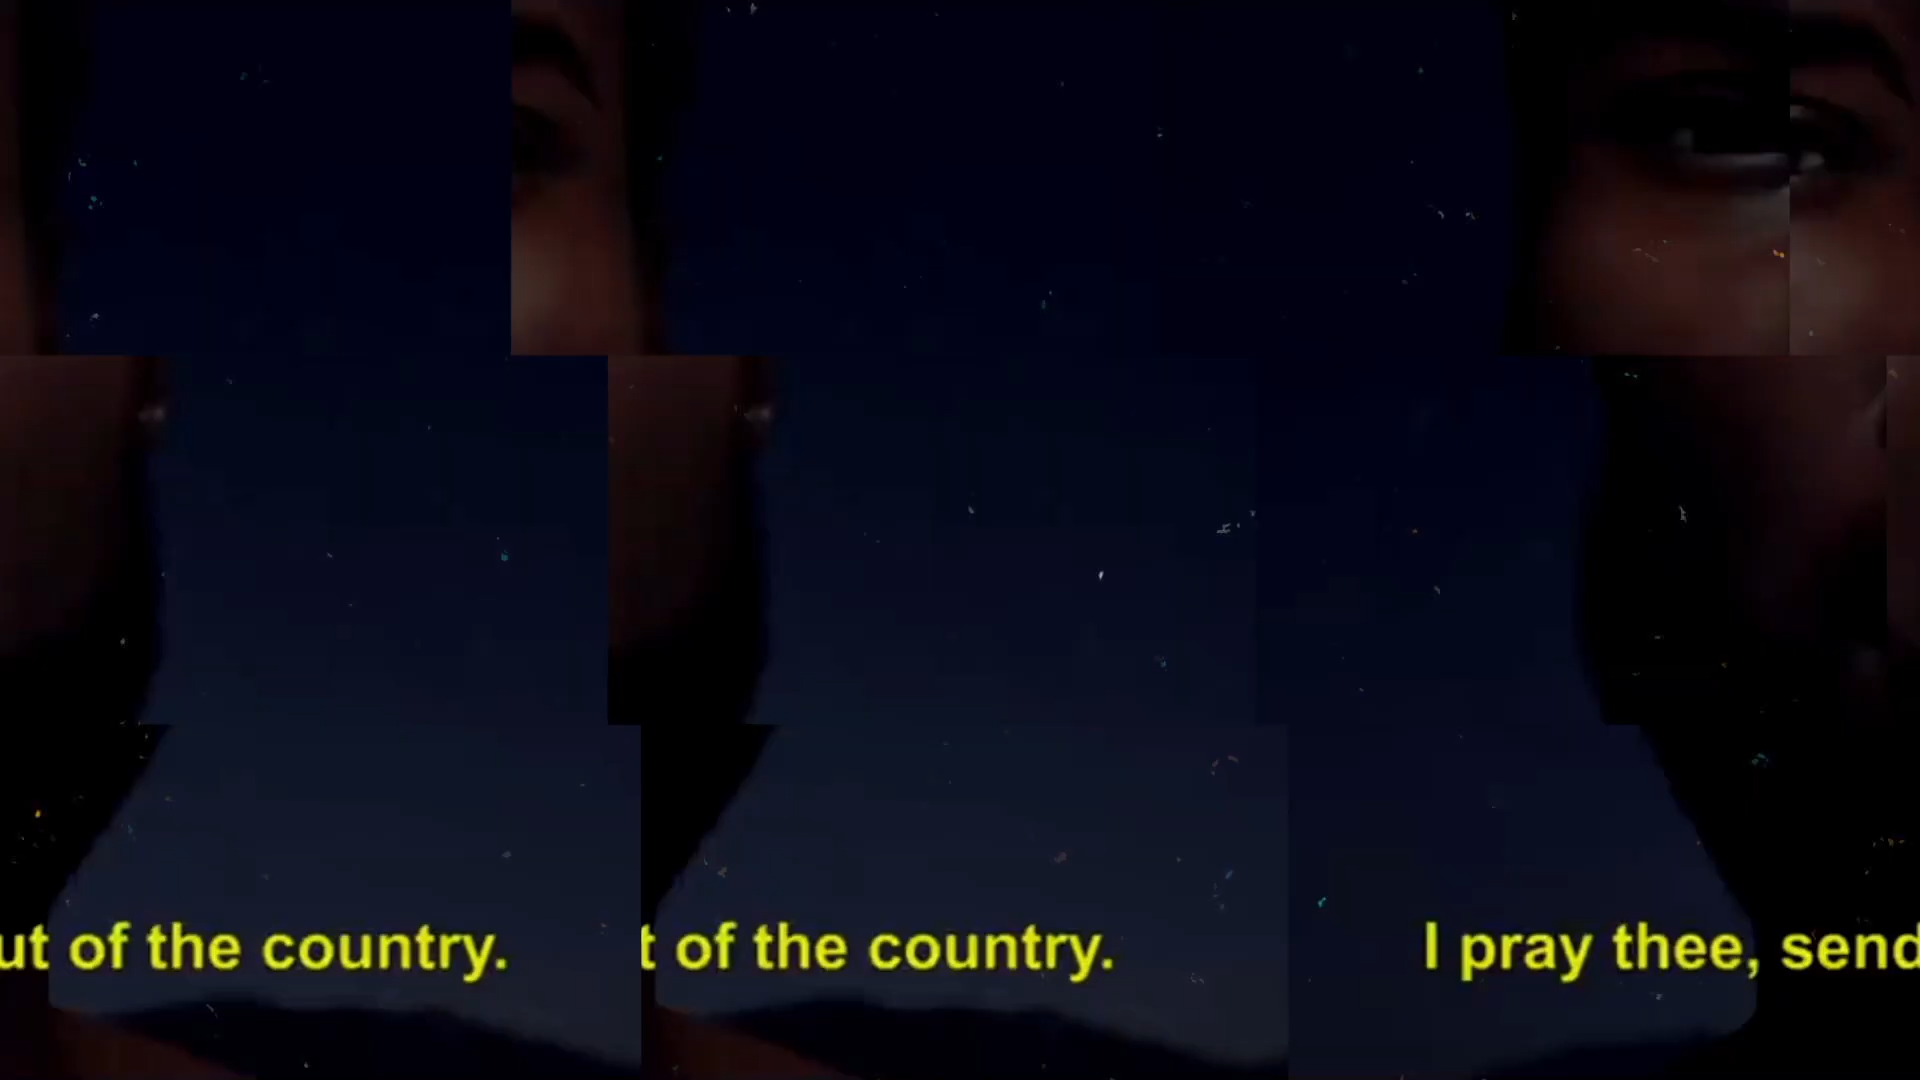 ut of the country. t of the country. I pray thee, send